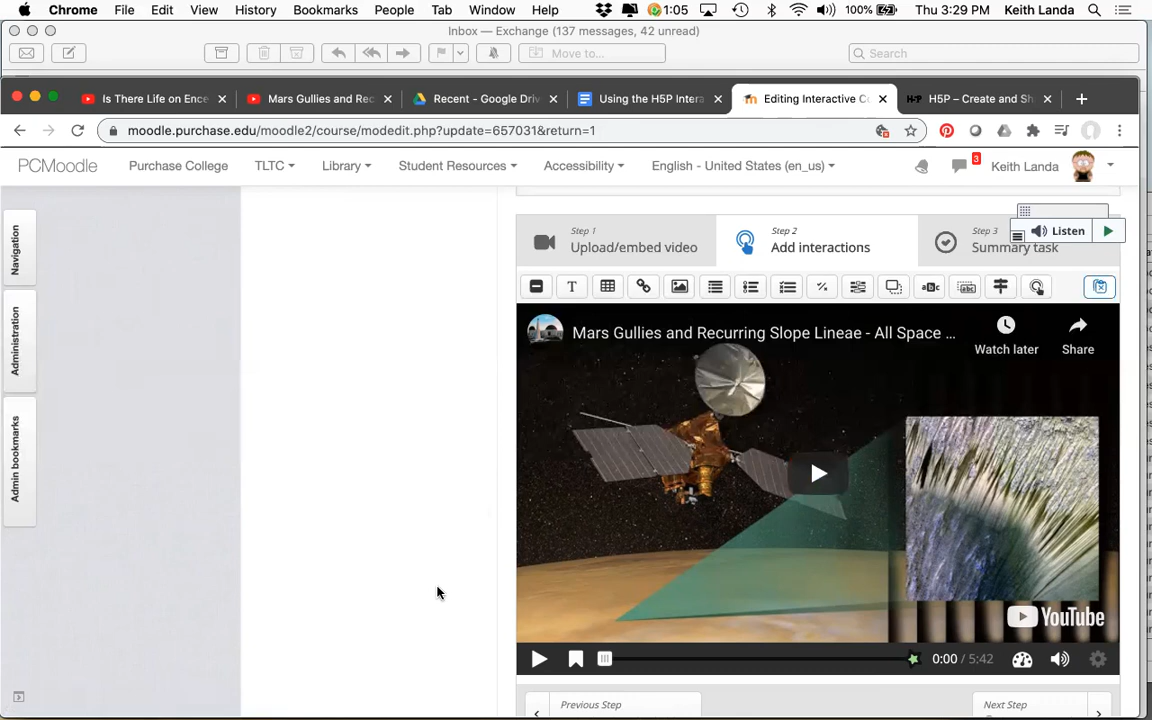 Chrome File Edit View History Bookmarks People Tab Window Help 1:05 100% Thu 3:29 PM Keith Landa
Inbox — Exchange (137 messages, 42 unread)
Move to... Search
Is There Life on Ence Mars Gullies and Rec Recent - Google Driv Using the H5P Intera Editing Interactive C H5P – Create and Sh
moodle.purchase.edu/moodle2/course/modedit.php?update=657031&return=1
PCMoodle Purchase College TLTC Library Student Resources Accessibility English - United States (en_us) 3 Keith Landa
Navigation
Administration
Admin bookmarks
Step 1
Upload/embed video
Step 2
Add interactions
Step 3
Summary task
Listen
T abc abc
Mars Gullies and Recurring Slope Lineae - All Space ...
Watch later Share
YouTube
0:00 / 5:42
Previous Step Next Step